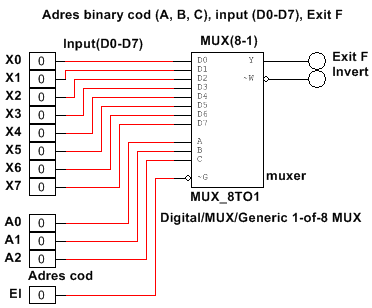 Adres binary cod (A, B, C), input (D0-D7), Exit F
Input(D0-D7) MUX(8-1)
X0 0 D0 Y Exit F
X1 0 D1 Invert
X2 0 D2 ~W
X3 0 D3
X4 0 D4
X5 0 D5
X6 0 D6
X7 0 D7
A
B
C
~G muxer
MUX_8TO1
A0 0 Digital/MUX/Generic 1-of-8 MUX
A1 0
A2 0
Adres cod
EI 0